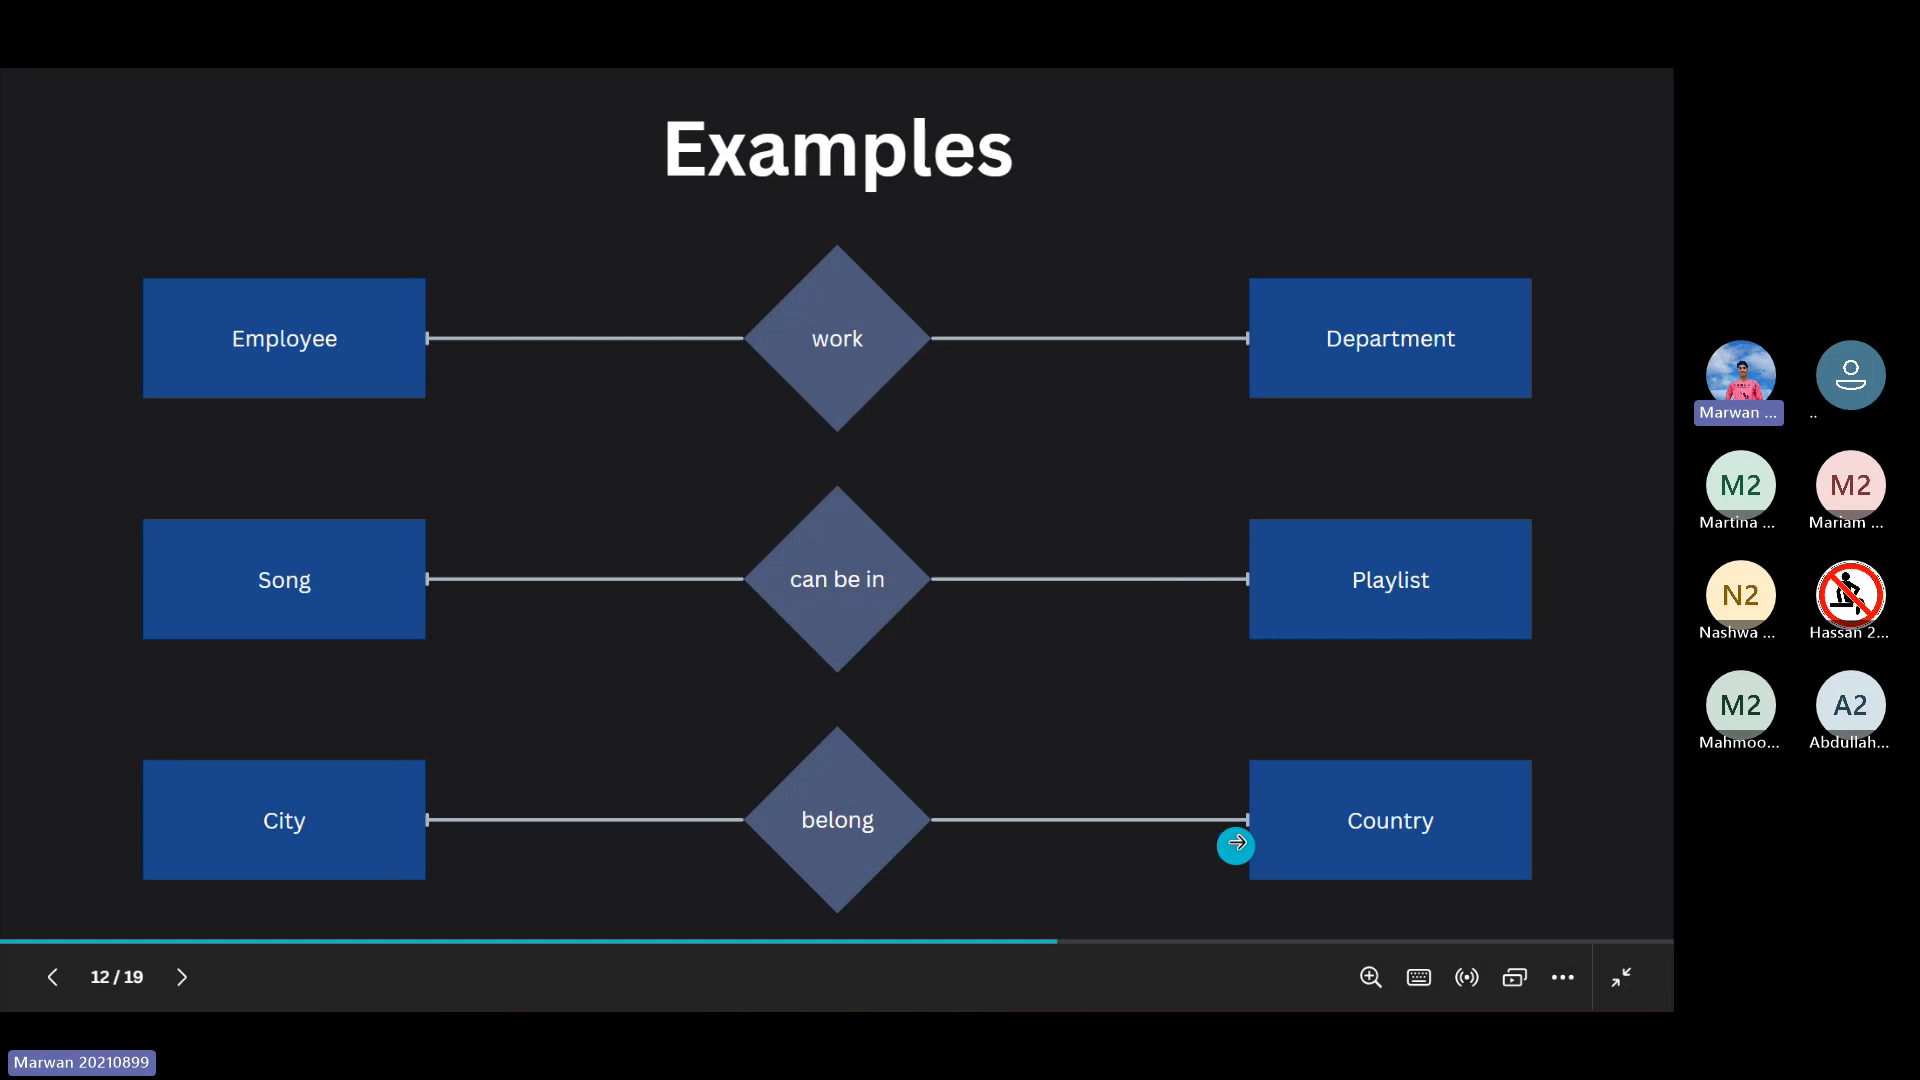 Examples
Employee
work
Department
Song
can be in
Playlist
City
belong
Country
12 / 19
Marwan ...
..
M2
Martina ...
M2
Mariam ...
N2
Nashwa ...
Hassan 2...
M2
Mahmoo...
A2
Abdullah...
Marwan 20210899